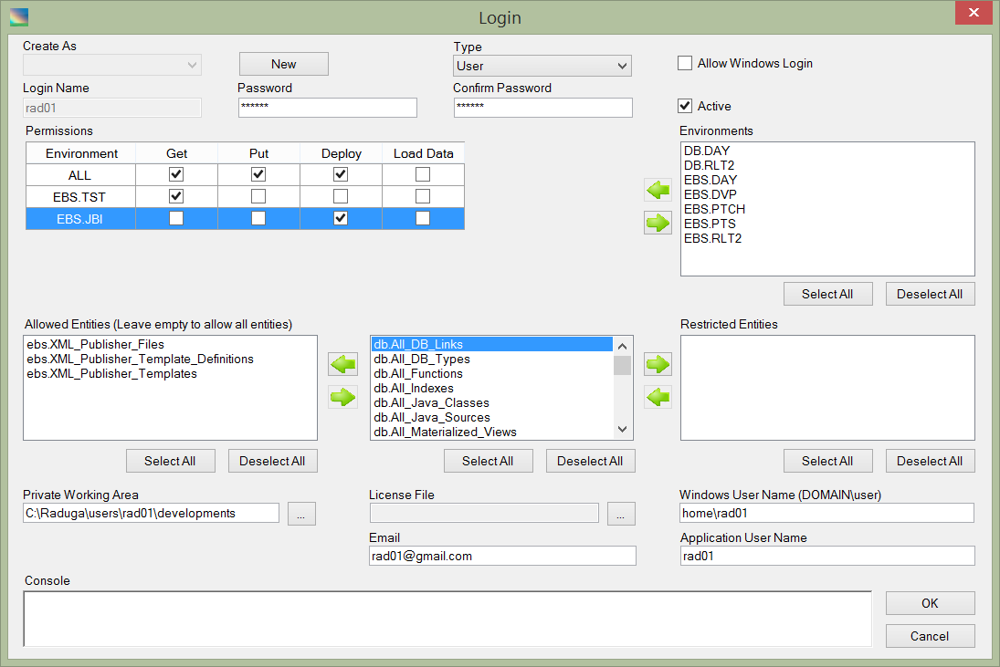 Login
Create As
Type
New
User
Allow Windows Login
Login Name
Password
Confirm Password
rad01
******
******
Active
Permissions
Environments
Environment Get Put Deploy Load Data
ALL
EBS.TST
EBS.JBI
DB.DAY
DB.RLT2
EBS.DAY
EBS.DVP
EBS.PTCH
EBS.PTS
EBS.RLT2
Select All
Deselect All
Allowed Entities (Leave empty to allow all entities)
Restricted Entities
ebs.XML_Publisher_Files
ebs.XML_Publisher_Template_Definitions
ebs.XML_Publisher_Templates
db.All_DB_Links
db.All_DB_Types
db.All_Functions
db.All_Indexes
db.All_Java_Classes
db.All_Java_Sources
db.All_Materialized_Views
Select All
Deselect All
Select All
Deselect All
Select All
Deselect All
Private Working Area
License File
Windows User Name (DOMAIN\user)
C:\Raduga\users\rad01\developments
...
...
home\rad01
Email
Application User Name
rad01@gmail.com
rad01
Console
OK
Cancel